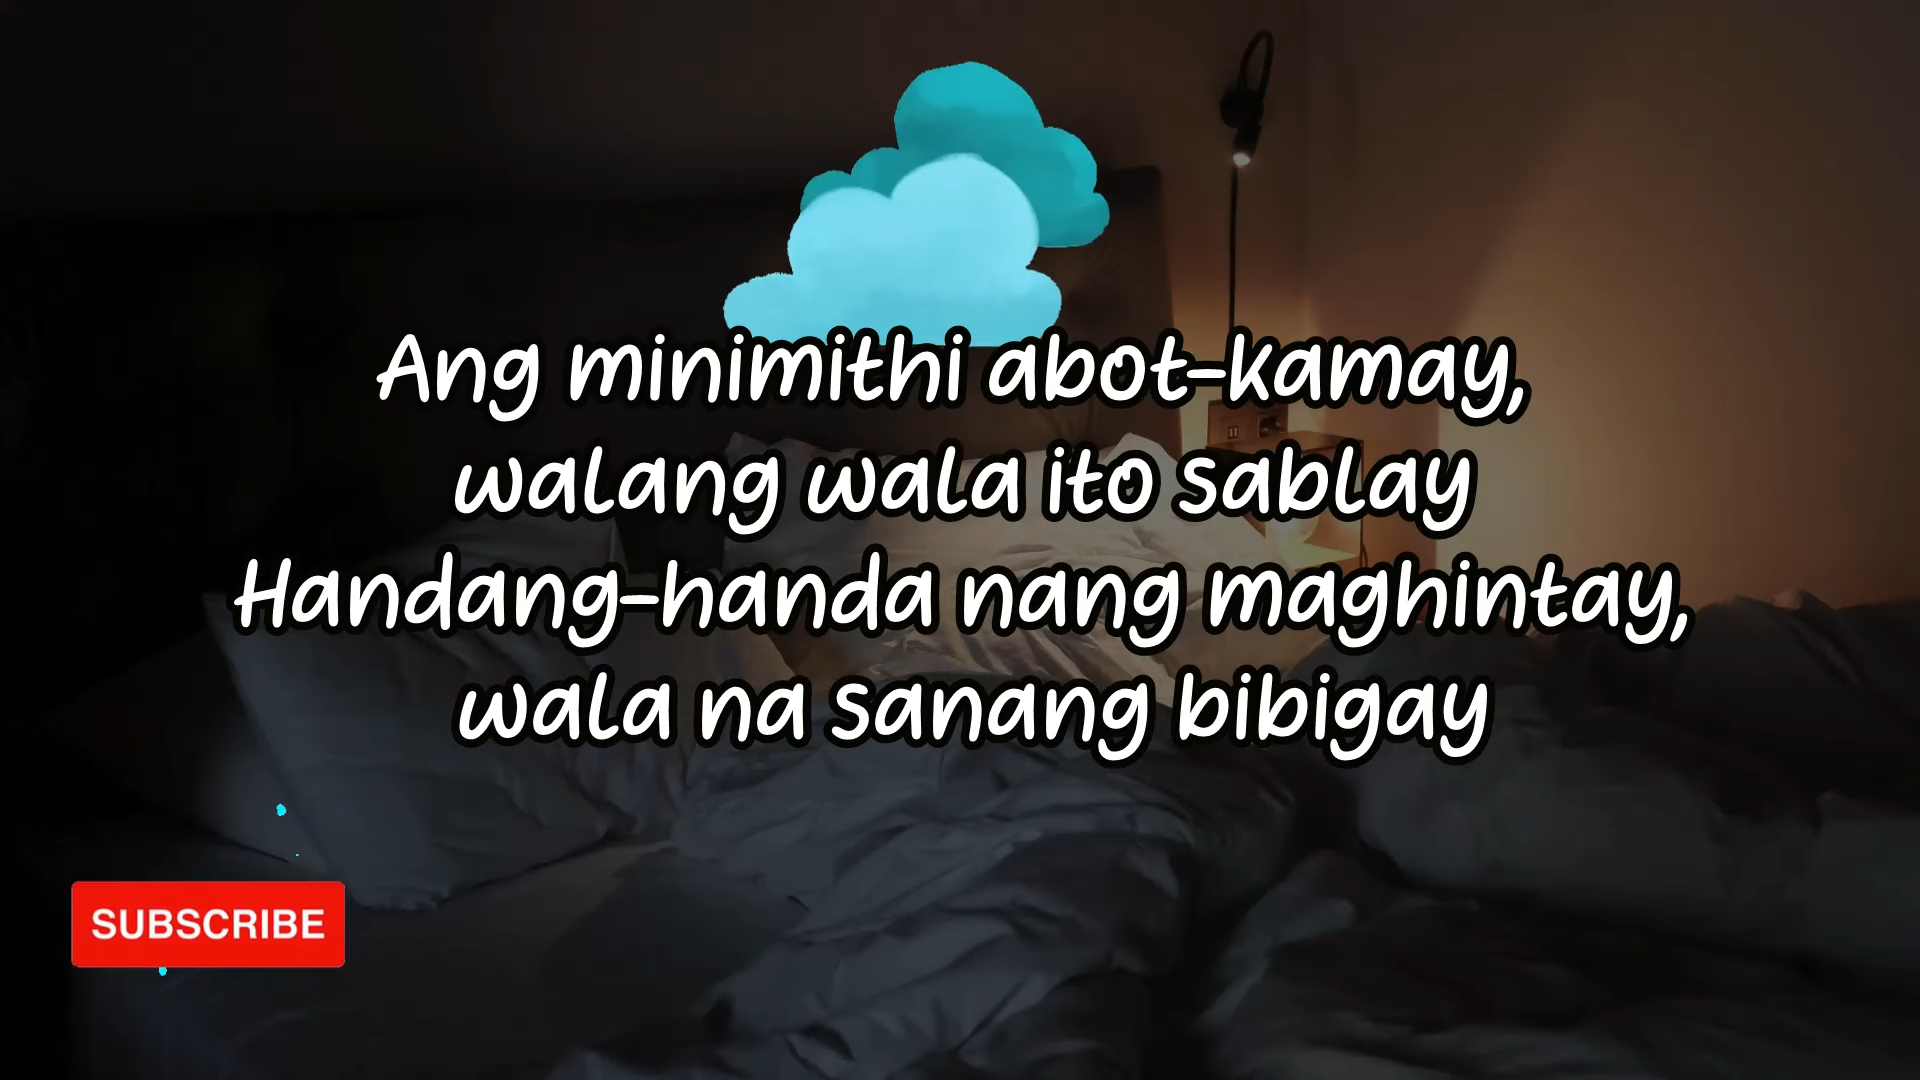 Ang minimithi abot-kamay,
walang wala ito sablay
Handang-handa nang maghintay,
wala na sanang bibigay
SUBSCRIBE